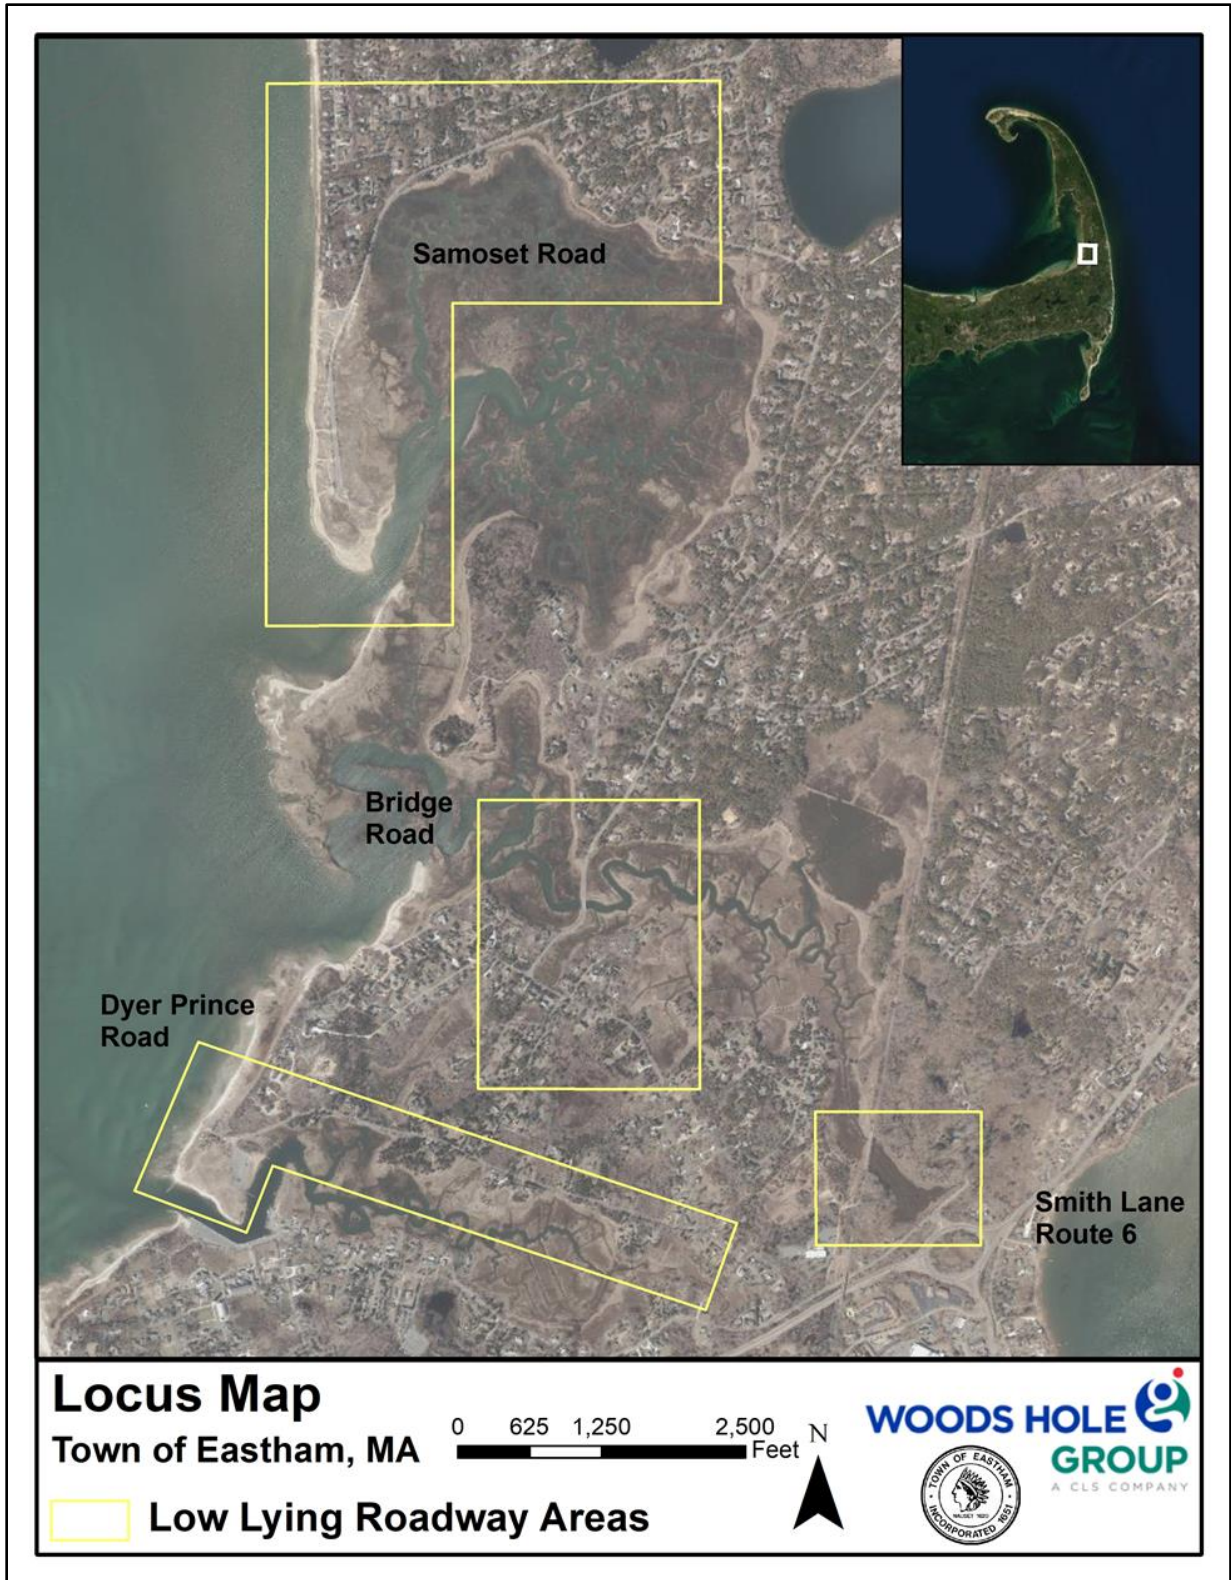 Samoset Road
Bridge
Road
Dyer Prince
Road
Smith Lane
Route 6
Locus Map
Town of Eastham, MA
0 625 1,250 2,500
Feet
N
Low Lying Roadway Areas
WOODS HOLE
GROUP
A CLS COMPANY
TOWN OF EASTHAM
NAUSET 1620
INCORPORATED 1651